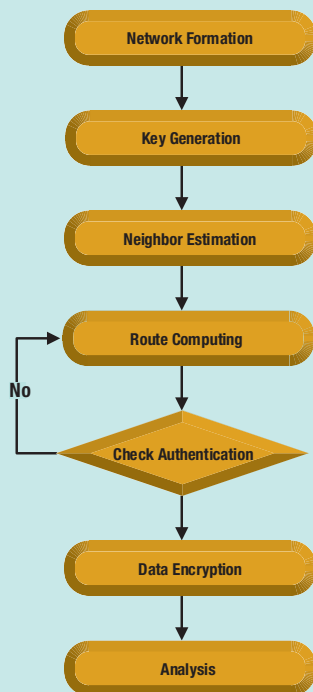 Network Formation
Key Generation
Neighbor Estimation
Route Computing
No
Check Authentication
Data Encryption
Analysis